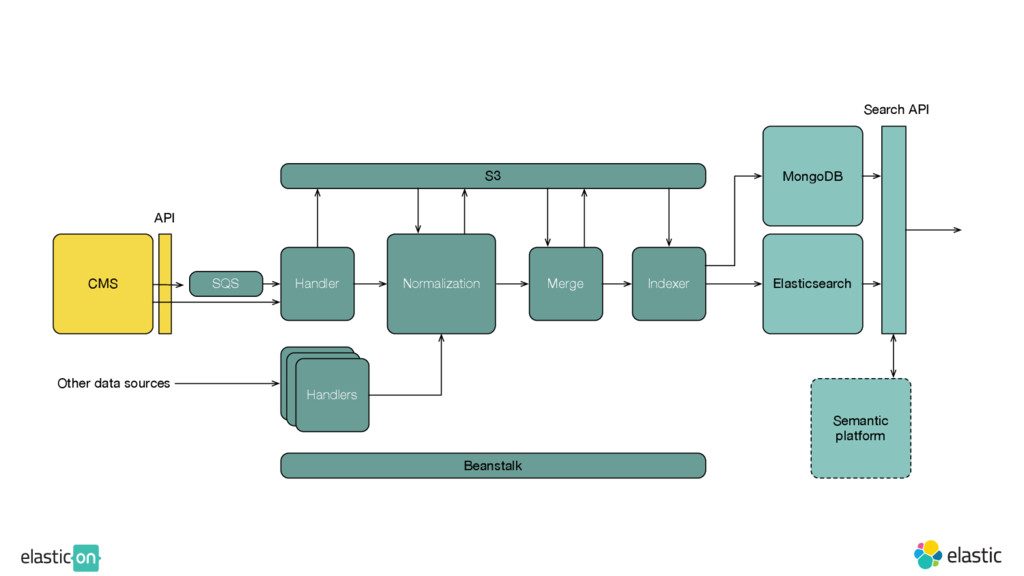 Search API
S3
MongoDB
API
CMS
SQS
Handler
Normalization
Merge
Indexer
Elasticsearch
Other data sources
Handlers
Semantic
platform
Beanstalk
elastic on
elastic